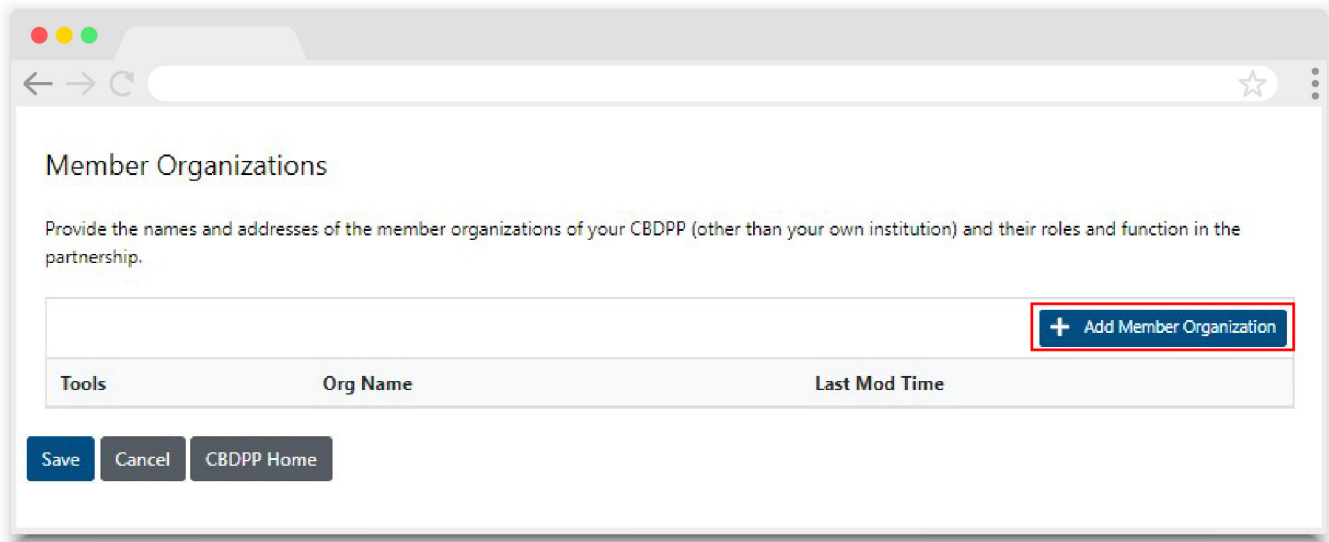 Member Organizations
Provide the names and addresses of the member organizations of your CBDPP (other than your own institution) and their roles and function in the
partnership.
+ Add Member Organization
Tools Org Name Last Mod Time
Save Cancel CBDPP Home